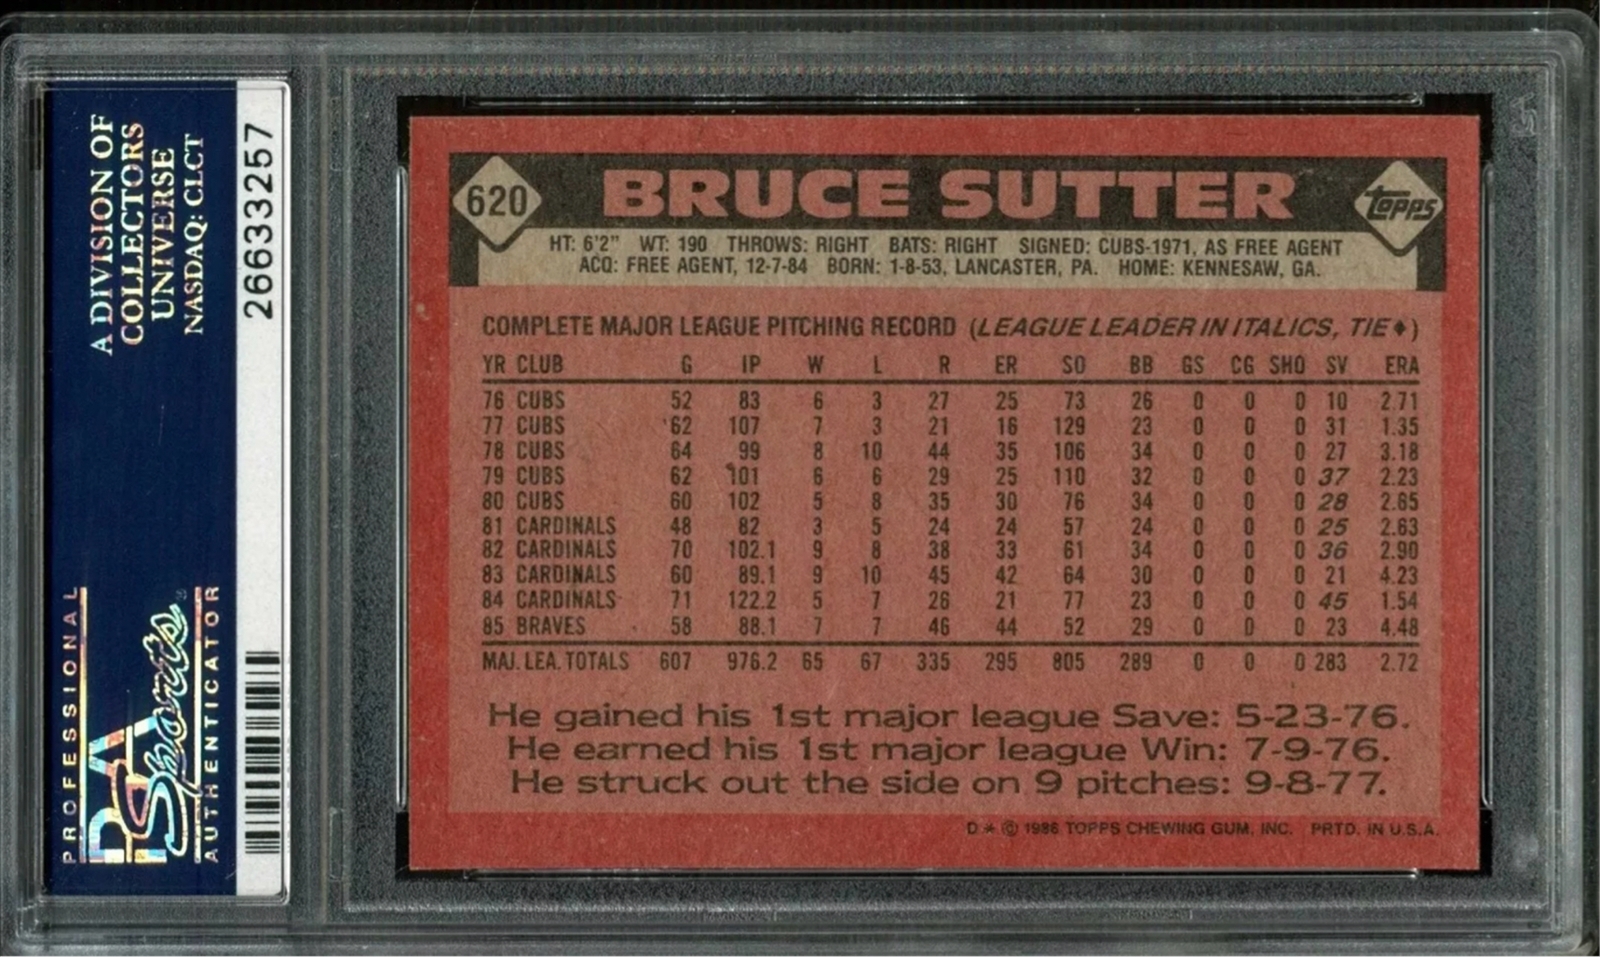 A DIVISION OF
COLLECTORS
UNIVERSE
NASDAQ: CLCT
26633257
PROFESSIONAL
PSA
Sports
AUTHENTICATOR
620 BRUCE SUTTER Topps
HT: 6'2" WT: 190 THROWS: RIGHT BATS: RIGHT SIGNED: CUBS-1971, AS FREE AGENT
ACQ: FREE AGENT, 12-7-84 BORN: 1-8-53, LANCASTER, PA. HOME: KENNESAW, GA.
COMPLETE MAJOR LEAGUE PITCHING RECORD (LEAGUE LEADER IN ITALICS, TIE♦)
YR CLUB G IP W L R ER SO BB GS CG SHO SV ERA
76 CUBS 52 83 6 3 27 25 73 26 0 0 0 10 2.71
77 CUBS 62 107 7 3 21 16 129 23 0 0 0 31 1.35
78 CUBS 64 99 8 10 44 35 106 34 0 0 0 27 3.18
79 CUBS 62 101 6 6 29 25 110 32 0 0 0 37 2.23
80 CUBS 60 102 5 8 35 30 76 34 0 0 0 28 2.65
81 CARDINALS 48 82 3 5 24 24 57 24 0 0 0 25 2.63
82 CARDINALS 70 102.1 9 8 38 33 61 34 0 0 0 36 2.90
83 CARDINALS 60 89.1 9 10 45 42 64 30 0 0 0 21 4.23
84 CARDINALS 71 122.2 5 7 26 21 77 23 0 0 0 45 1.54
85 BRAVES 58 88.1 7 7 46 44 52 29 0 0 0 23 4.48
MAJ. LEA. TOTALS 607 976.2 65 67 335 295 805 289 0 0 0 283 2.72
He gained his 1st major league Save: 5-23-76.
He earned his 1st major league Win: 7-9-76.
He struck out the side on 9 pitches: 9-8-77.
D * © 1986 TOPPS CHEWING GUM, INC. PRTD. IN U.S.A.